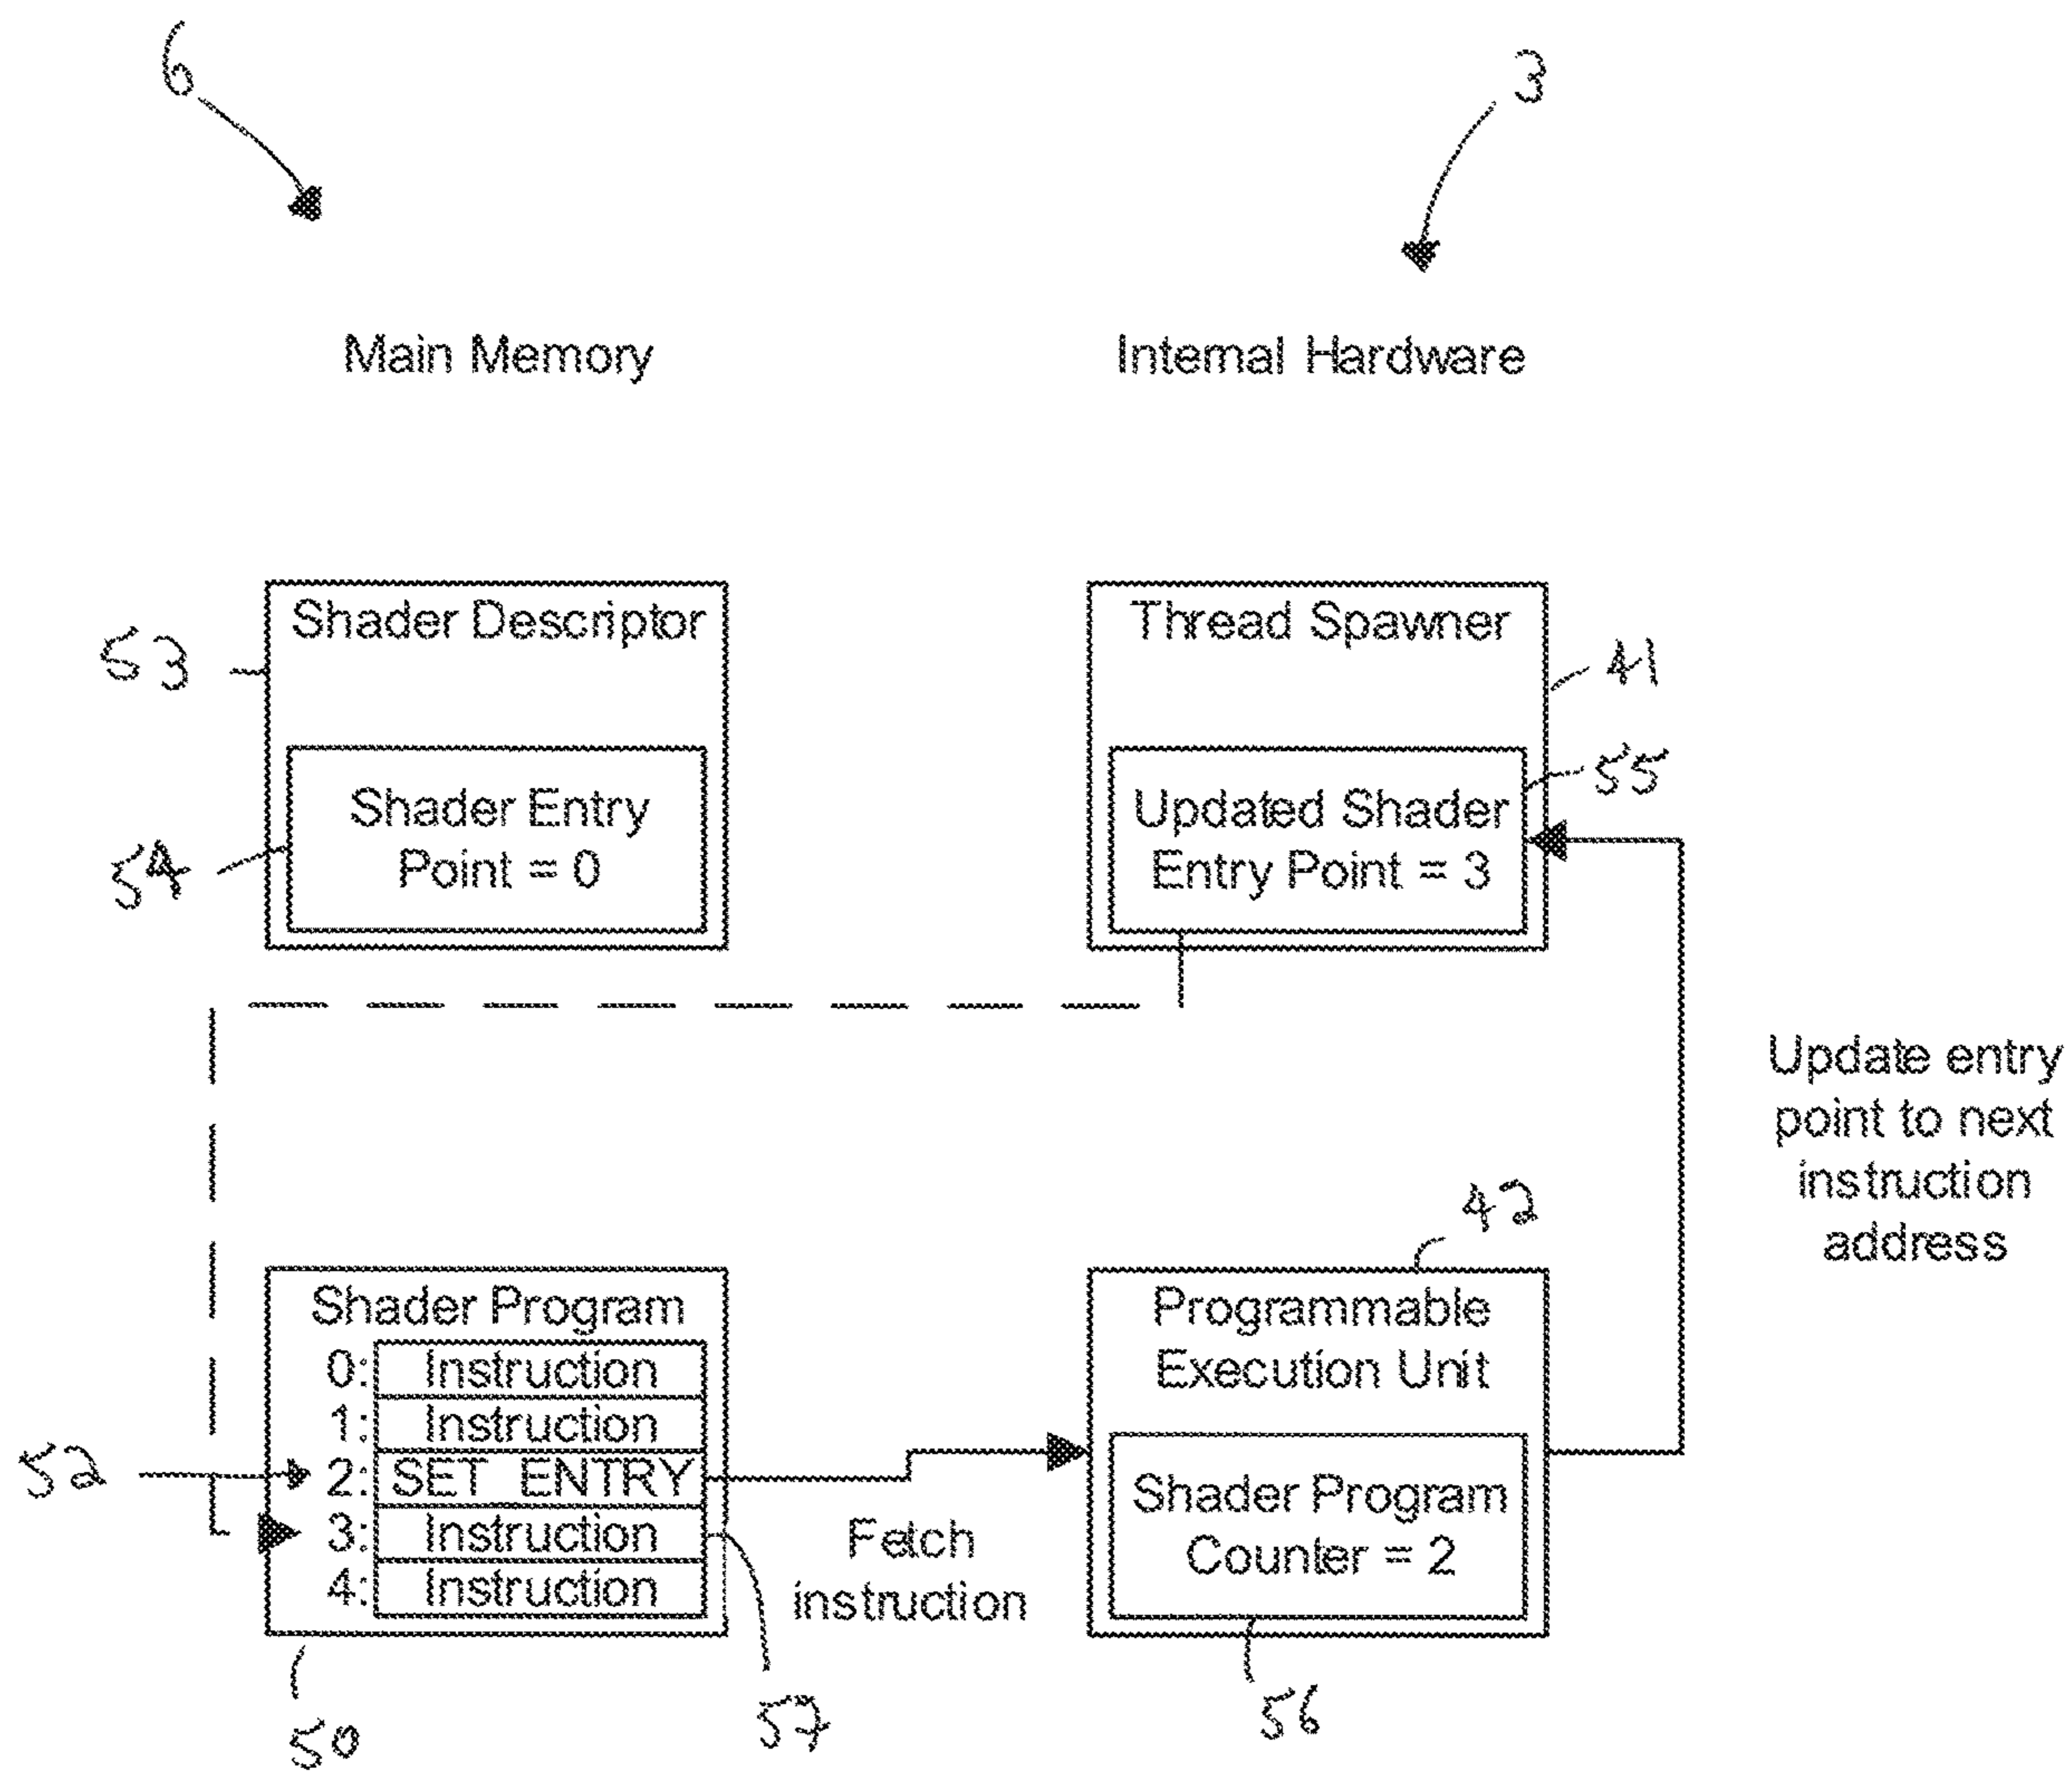 6
3
Main Memory
Internal Hardware
Shader Descriptor
53
Shader Entry
Point = 0
54
Thread Spawner
41
55
Updated Shader
Entry Point = 3
Update entry
point to next
instruction
address
42
Shader Program
0: Instruction
1: Instruction
52
2: SET_ENTRY
3: Instruction
4: Instruction
50
57
Fetch
instruction
Programmable
Execution Unit
Shader Program
Counter = 2
56